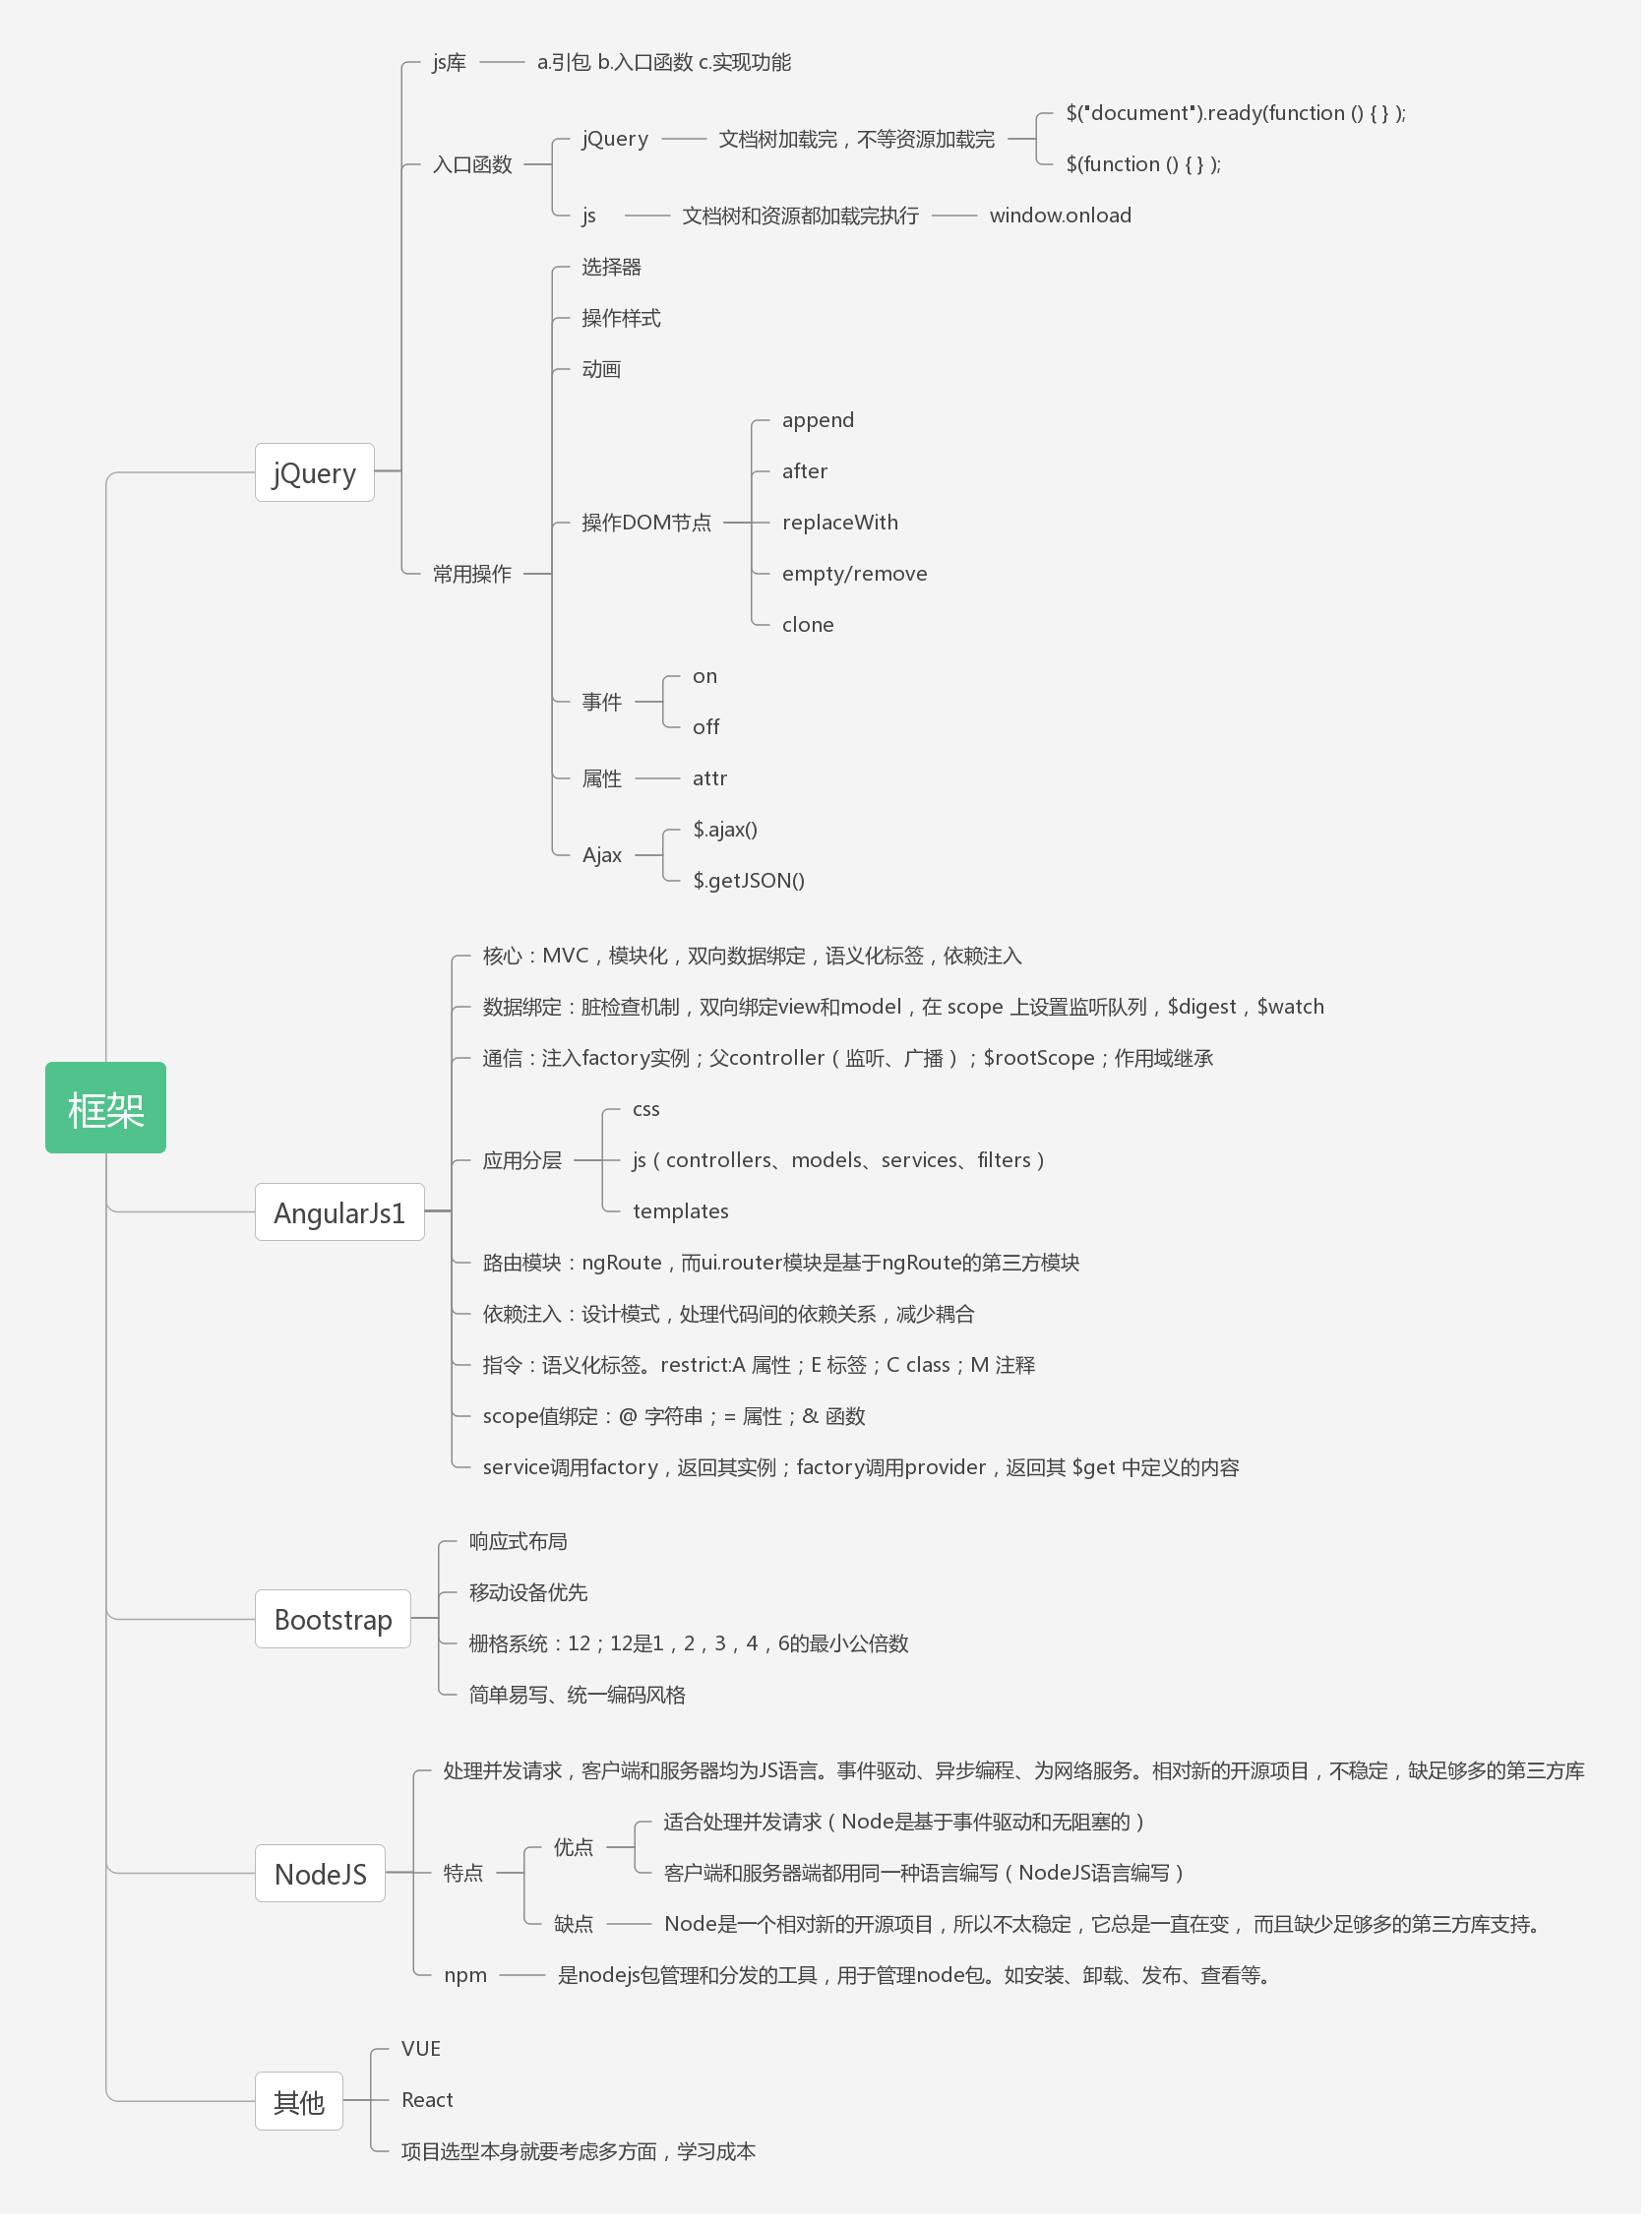 js库
a.引包 b.入口函数 c.实现功能
入口函数
jQuery
文档树加载完，不等资源加载完
$("document").ready(function () { } );
$(function () { } );
js
文档树和资源都加载完执行
window.onload
jQuery
常用操作
选择器
操作样式
动画
操作DOM节点
append
after
replaceWith
empty/remove
clone
事件
on
off
属性
attr
Ajax
$.ajax()
$.getJSON()
框架
AngularJs1
核心：MVC，模块化，双向数据绑定，语义化标签，依赖注入
数据绑定：脏检查机制，双向绑定view和model，在 scope 上设置监听队列，$digest，$watch
通信：注入factory实例；父controller（监听、广播）；$rootScope；作用域继承
应用分层
css
js（controllers、models、services、filters）
templates
路由模块：ngRoute，而ui.router模块是基于ngRoute的第三方模块
依赖注入：设计模式，处理代码间的依赖关系，减少耦合
指令：语义化标签。restrict:A 属性；E 标签；C class；M 注释
scope值绑定：@ 字符串；= 属性；& 函数
service调用factory，返回其实例；factory调用provider，返回其 $get 中定义的内容
Bootstrap
响应式布局
移动设备优先
栅格系统：12；12是1，2，3，4，6的最小公倍数
简单易写、统一编码风格
NodeJS
处理并发请求，客户端和服务器均为JS语言。事件驱动、异步编程、为网络服务。相对新的开源项目，不稳定，缺足够多的第三方库
特点
优点
适合处理并发请求（Node是基于事件驱动和无阻塞的）
客户端和服务器端都用同一种语言编写（NodeJS语言编写）
缺点
Node是一个相对新的开源项目，所以不太稳定，它总是一直在变， 而且缺少足够多的第三方库支持。
npm
是nodejs包管理和分发的工具，用于管理node包。如安装、卸载、发布、查看等。
其他
VUE
React
项目选型本身就要考虑多方面，学习成本